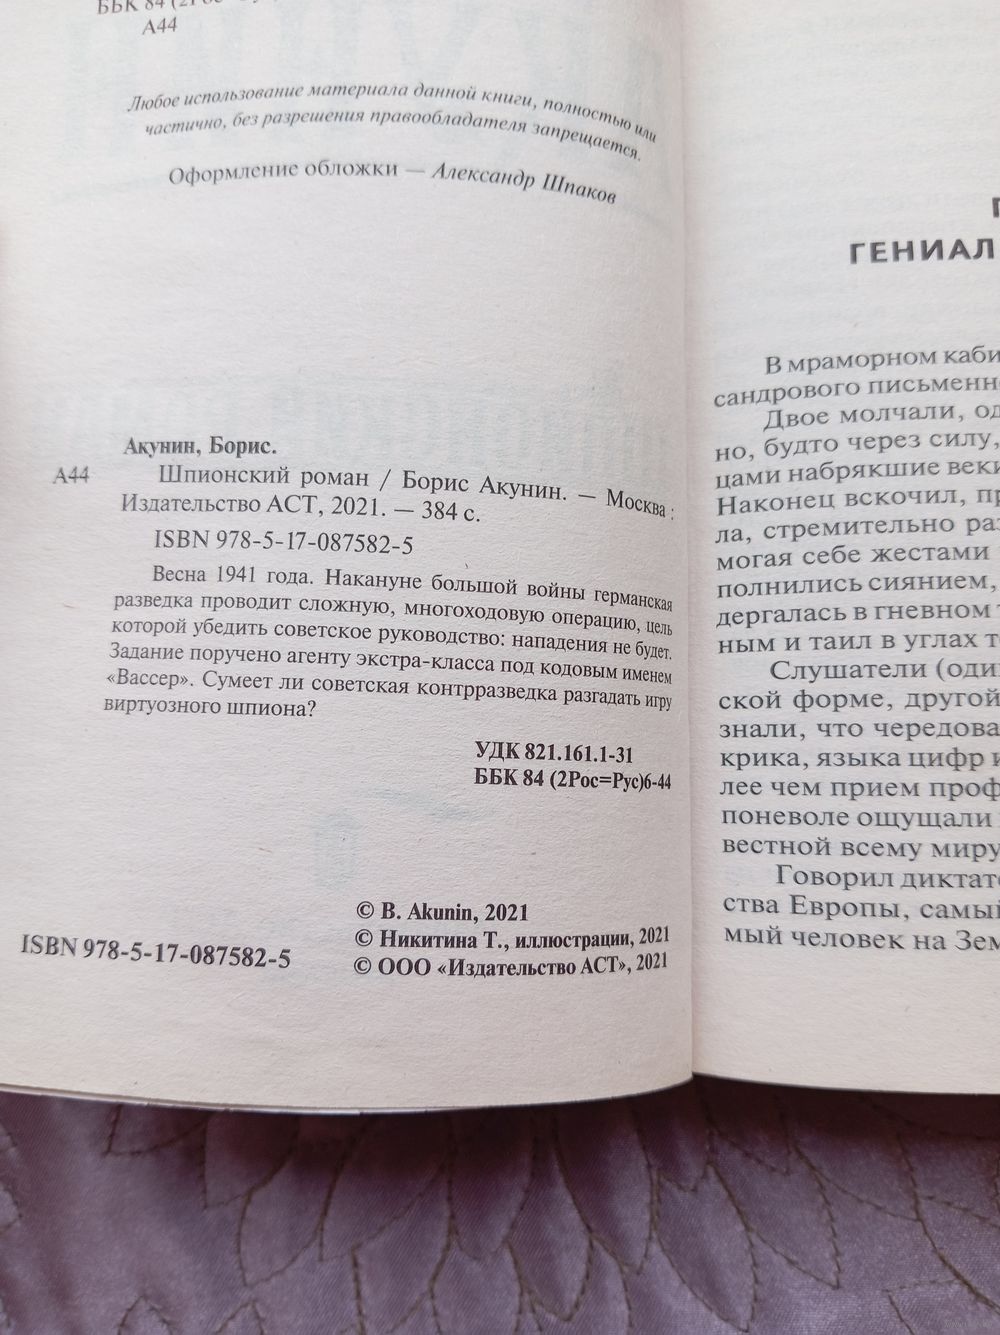 ББК 84 (2Рос
А44
Любое использование материала данной книги, полностью или
частично, без разрешения правообладателя запрещается.
Оформление обложки — Александр Шпаков
Акунин, Борис.
А44 Шпионский роман / Борис Акунин. — Москва :
Издательство АСТ, 2021. — 384 с.
ISBN 978-5-17-087582-5
Весна 1941 года. Накануне большой войны германская
разведка проводит сложную, многоходовую операцию, цель
которой убедить советское руководство: нападения не будет.
Задание поручено агенту экстра-класса под кодовым именем
«Вассер». Сумеет ли советская контрразведка разгадать игру
виртуозного шпиона?
УДК 821.161.1-31
ББК 84 (2Рос=Рус)6-44
© B. Akunin, 2021
© Никитина Т., иллюстрации, 2021
ISBN 978-5-17-087582-5 © ООО «Издательство АСТ», 2021
ГЕНИАЛ
В мраморном каби
сандрового письменн
Двое молчали, од
но, будто через силу,
цами набрякшие веки
Наконец вскочил, пр
ла, стремительно раз
могая себе жестами
полнились сиянием,
дергалась в гневном т
ным и таил в углах т
Слушатели (один
ской форме, другой
знали, что чередова
крика, языка цифр и
лее чем прием проф
поневоле ощущали
вестной всему миру
Говорил диктат
ства Европы, самый
мый человек на Зем